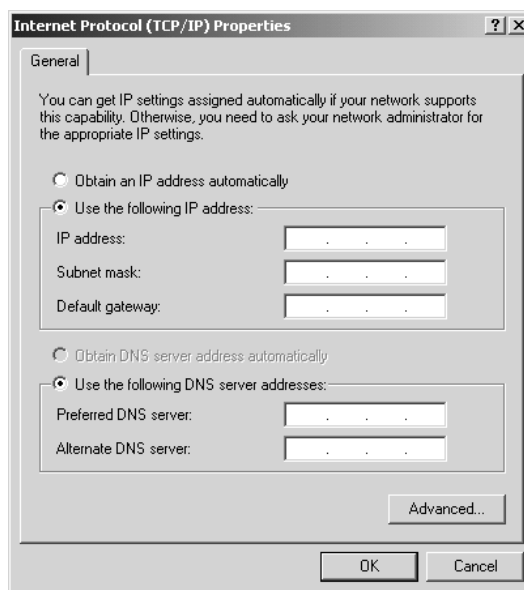 Internet Protocol (TCP/IP) Properties
General
You can get IP settings assigned automatically if your network supports
this capability. Otherwise, you need to ask your network administrator for
the appropriate IP settings.
Obtain an IP address automatically
Use the following IP address:
IP address:
Subnet mask:
Default gateway:
Obtain DNS server address automatically
Use the following DNS server addresses:
Preferred DNS server:
Alternate DNS server:
Advanced...
OK Cancel